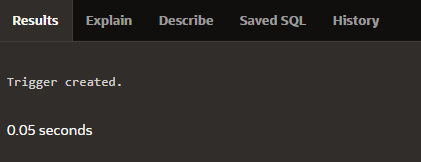 Results Explain Describe Saved SQL History
Trigger created.
0.05 seconds